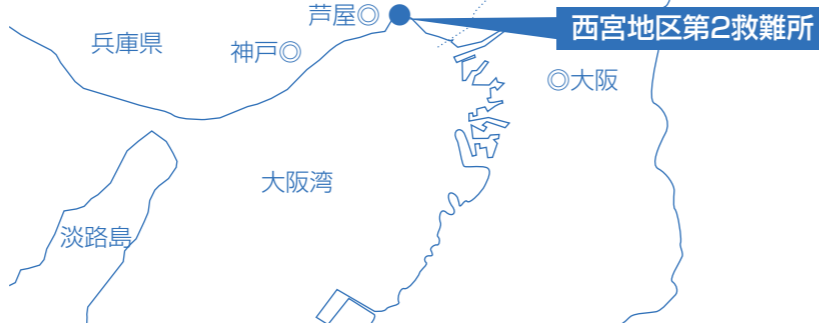 芦屋◎
西宮地区第2救難所
兵庫県
神戸◎
◎大阪
大阪湾
淡路島